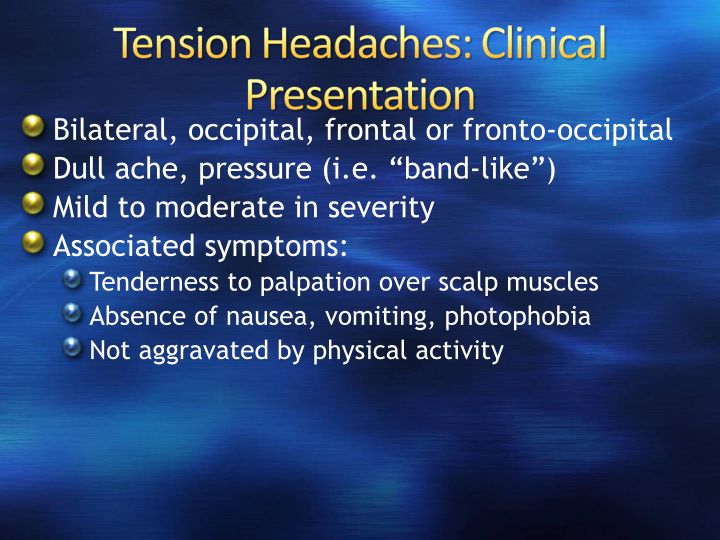 Tension Headaches: Clinical
Presentation
Bilateral, occipital, frontal or fronto-occipital
Dull ache, pressure (i.e. “band-like”)
Mild to moderate in severity
Associated symptoms:
Tenderness to palpation over scalp muscles
Absence of nausea, vomiting, photophobia
Not aggravated by physical activity